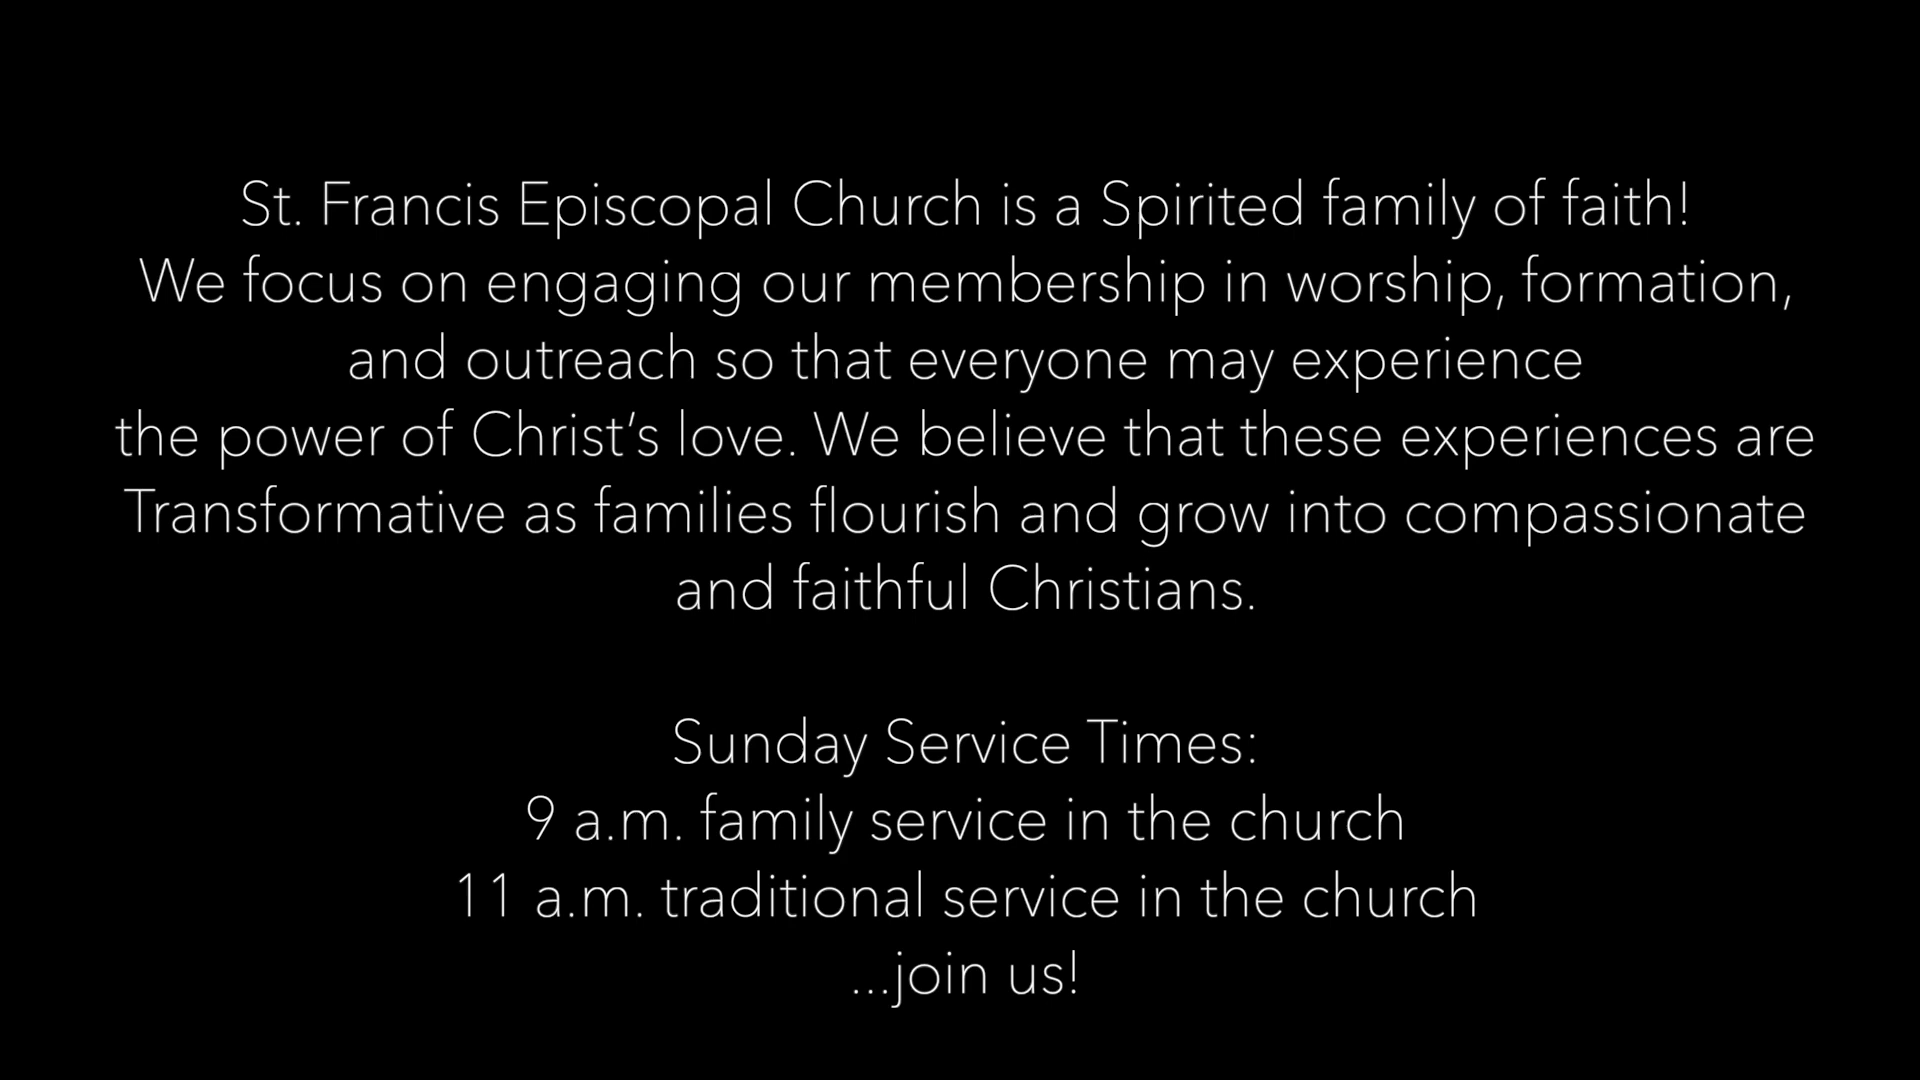 St. Francis Episcopal Church is a Spirited family of faith!
We focus on engaging our membership in worship, formation,
and outreach so that everyone may experience
the power of Christ’s love. We believe that these experiences are
Transformative as families flourish and grow into compassionate
and faithful Christians.
Sunday Service Times:
9 a.m. family service in the church
11 a.m. traditional service in the church
...join us!